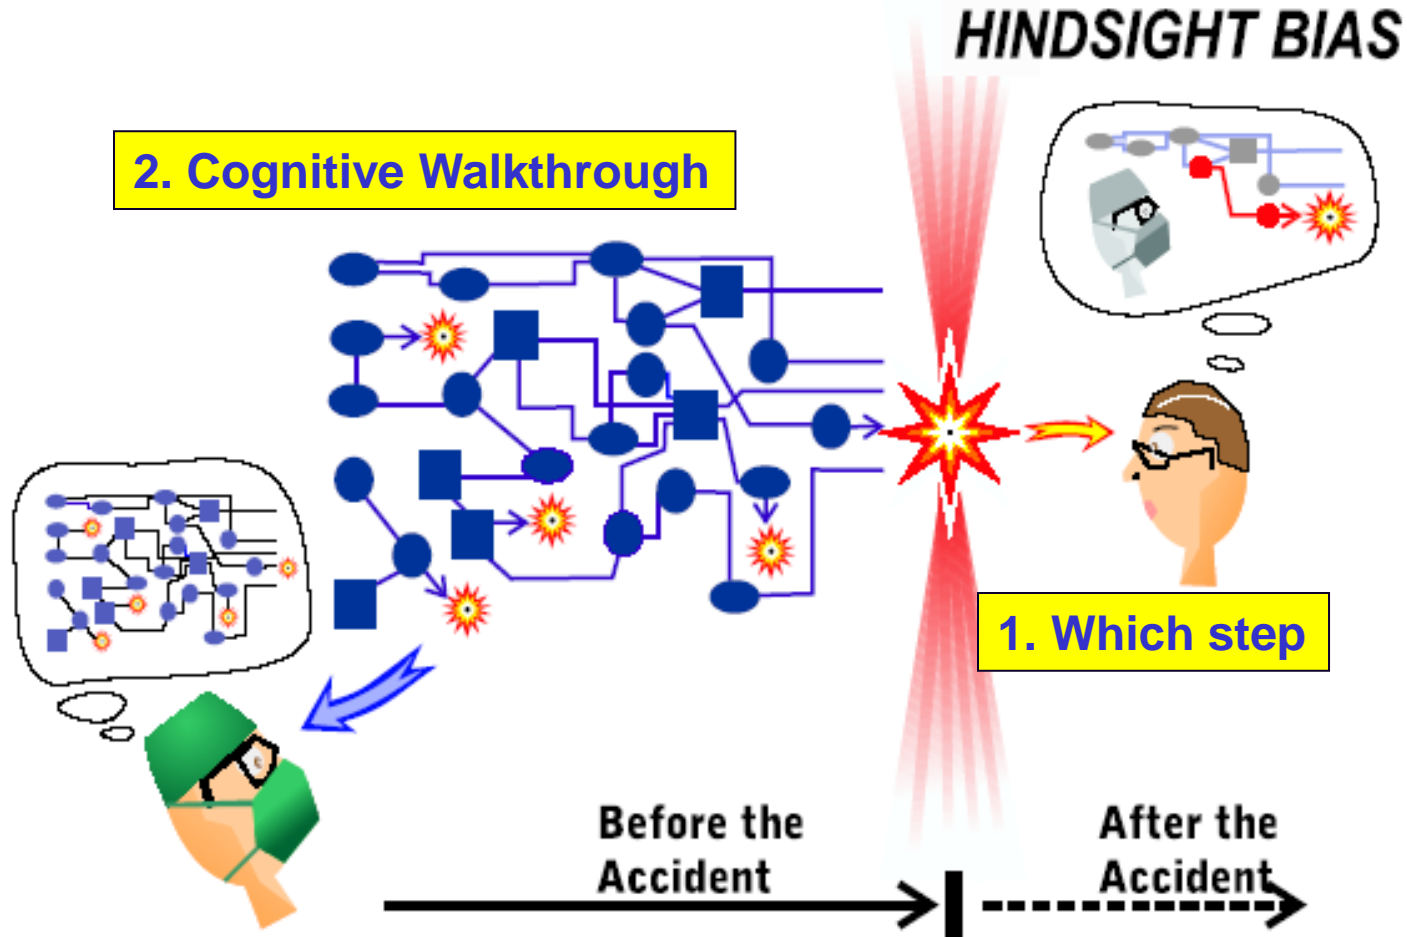 HINDSIGHT BIAS
2. Cognitive Walkthrough
1. Which step
Before the
Accident
After the
Accident